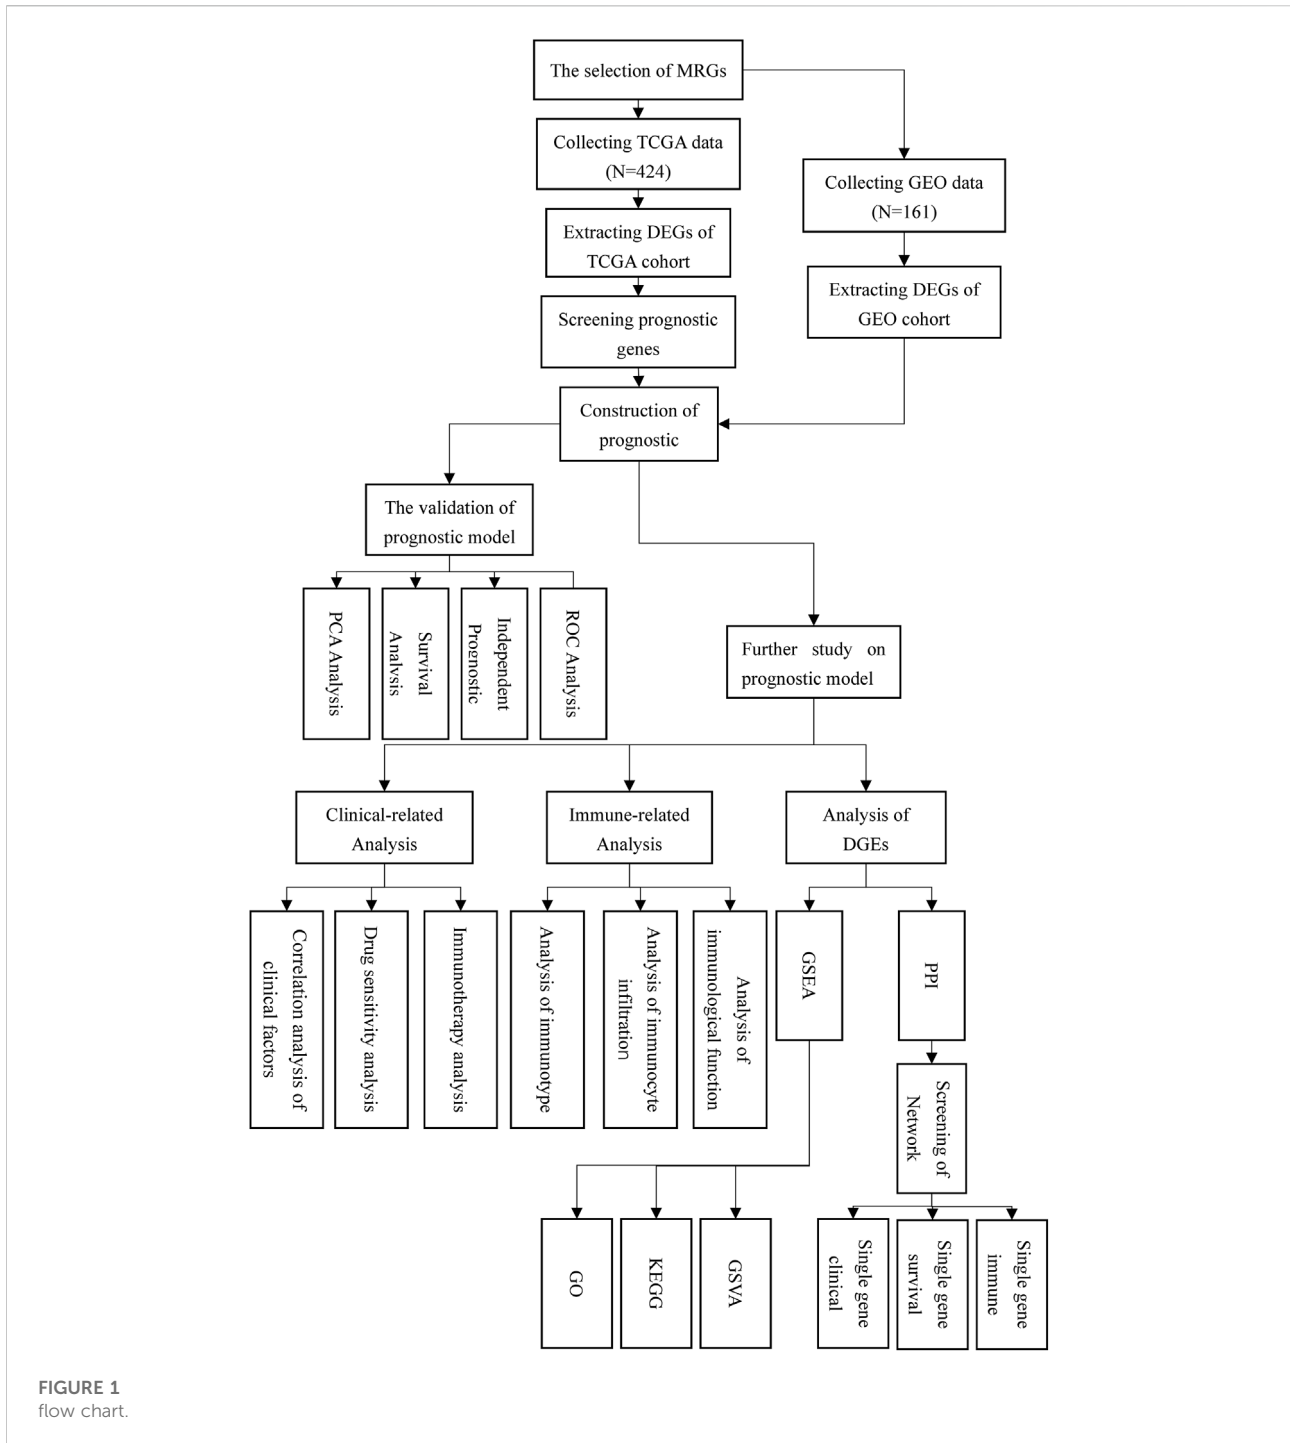 The selection of MRGs
Collecting TCGA data
(N=424)
Collecting GEO data
(N=161)
Extracting DEGs of
TCGA cohort
Extracting DEGs of
GEO cohort
Screening prognostic
genes
Construction of
prognostic
The validation of
prognostic model
PCA Analysis
Survival
Analysis
Independent
Prognostic
ROC Analysis
Further study on
prognostic model
Clinical-related
Analysis
Immune-related
Analysis
Analysis of
DGEs
Correlation analysis of
clinical factors
Drug sensitivity analysis
Immunotherapy analysis
Analysis of immunotype
Analysis of immunocyte
infiltration
Analysis of
immunological function
GSEA
PPI
Screening of
Network
GO
KEGG
GSVA
Single gene
clinical
Single gene
survival
Single gene
immune
FIGURE 1
flow chart.